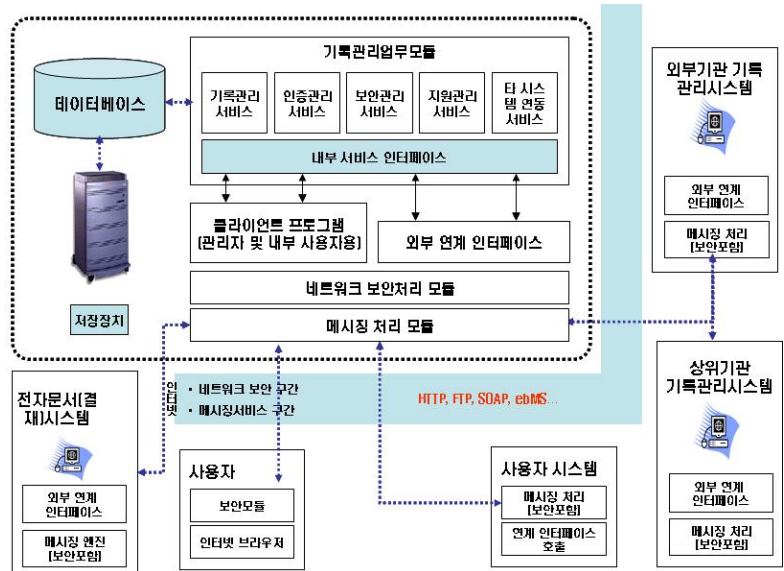 기록관리업무모듈
데이터베이스
기록관리
서비스
인증관리
서비스
보안관리
서비스
지원관리
서비스
타 시스
템 연동
서비스
내부 서비스 인터페이스
클라이언트 프로그램
(관리자 및 내부 사용자용)
외부 연계 인터페이스
네트워크 보안처리 모듈
메시징 처리 모듈
저장장치
외부기관 기록
관리시스템
외부 연계
인터페이스
메시징 처리
[보안포함]
인터넷
• 네트워크 보안 구간
• 메시징서비스 구간
HTTP, FTP, SOAP, ebMS...
전자문서(결
재)시스템
외부 연계
인터페이스
메시징 엔진
[보안포함]
사용자
보안모듈
인터넷 브라우저
사용자 시스템
메시징 처리
[보안포함]
연계 인터페이스
호출
상위기관
기록관리시스템
외부 연계
인터페이스
메시징 처리
[보안포함]